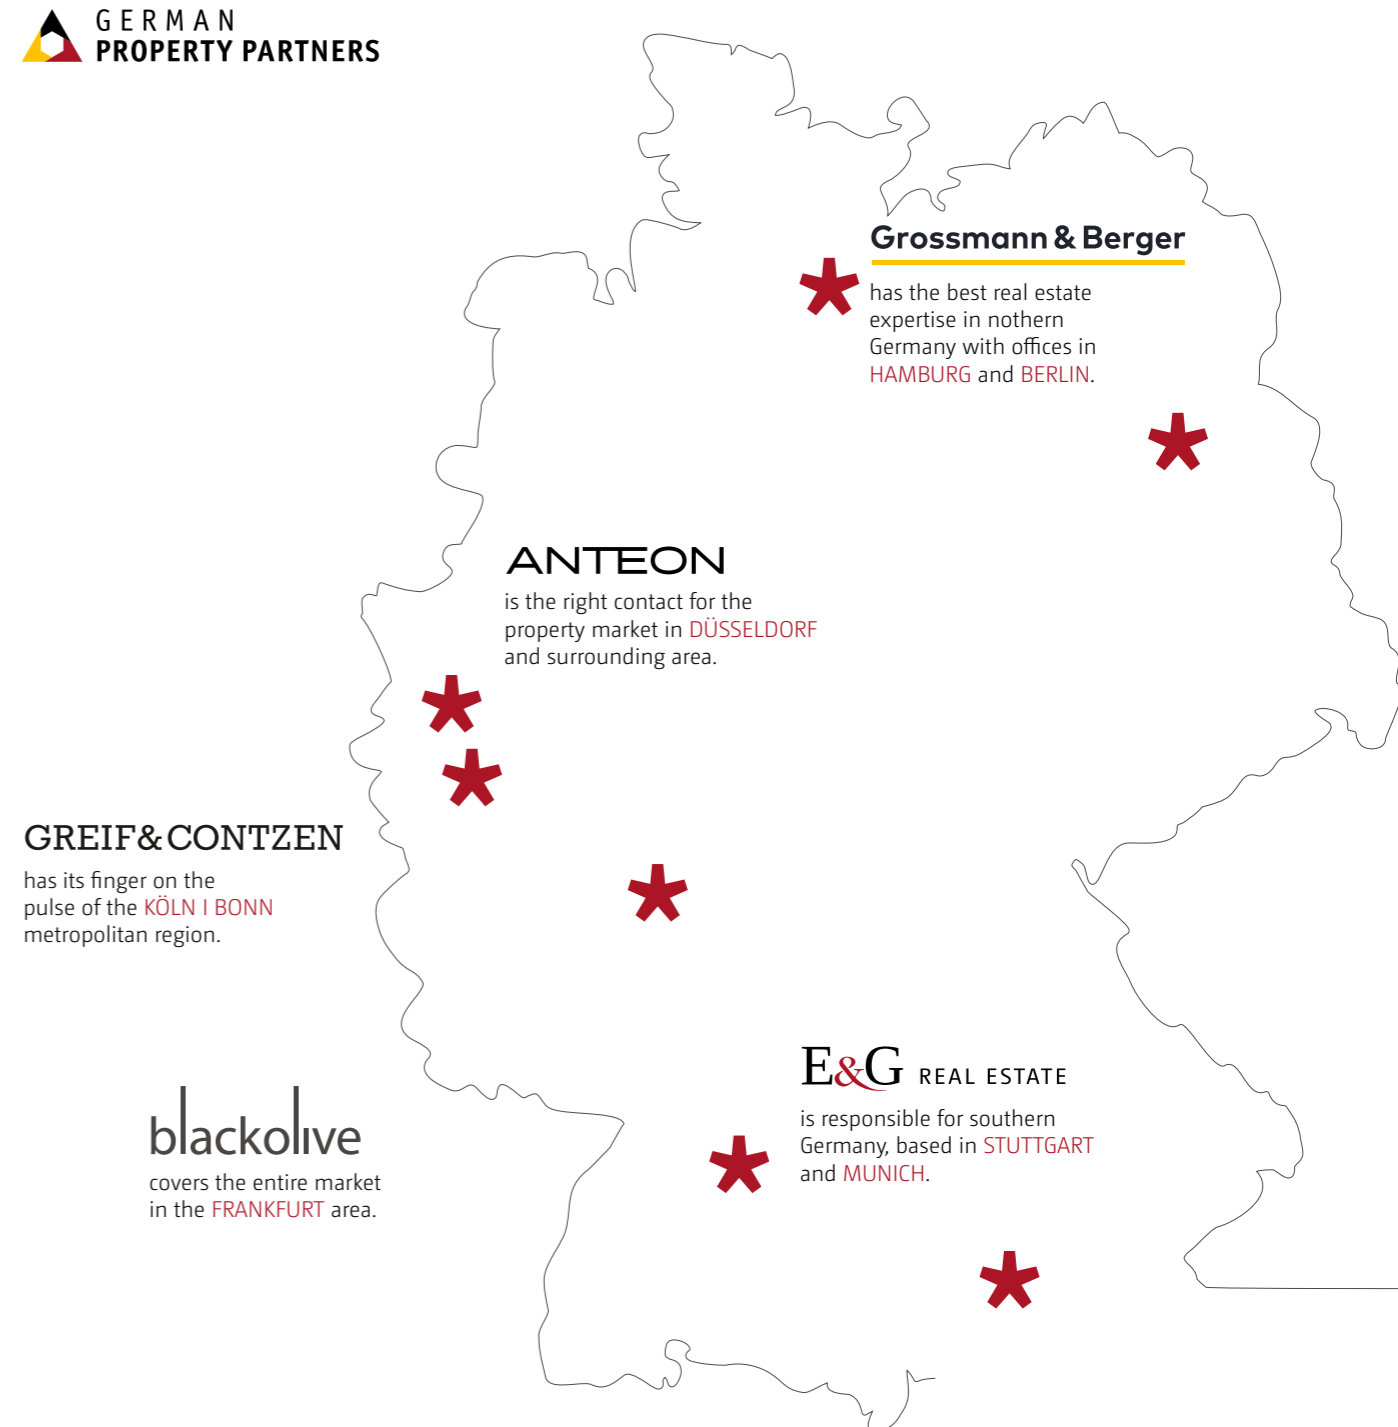 GERMAN
PROPERTY PARTNERS
Grossmann & Berger
has the best real estate
expertise in nothern
Germany with offices in
HAMBURG and BERLIN.
ANTEON
is the right contact for the
property market in DÜSSELDORF
and surrounding area.
GREIF & CONTZEN
has its finger on the
pulse of the KÖLN I BONN
metropolitan region.
E&G REAL ESTATE
is responsible for southern
Germany, based in STUTTGART
and MUNICH.
blackolive
covers the entire market
in the FRANKFURT area.